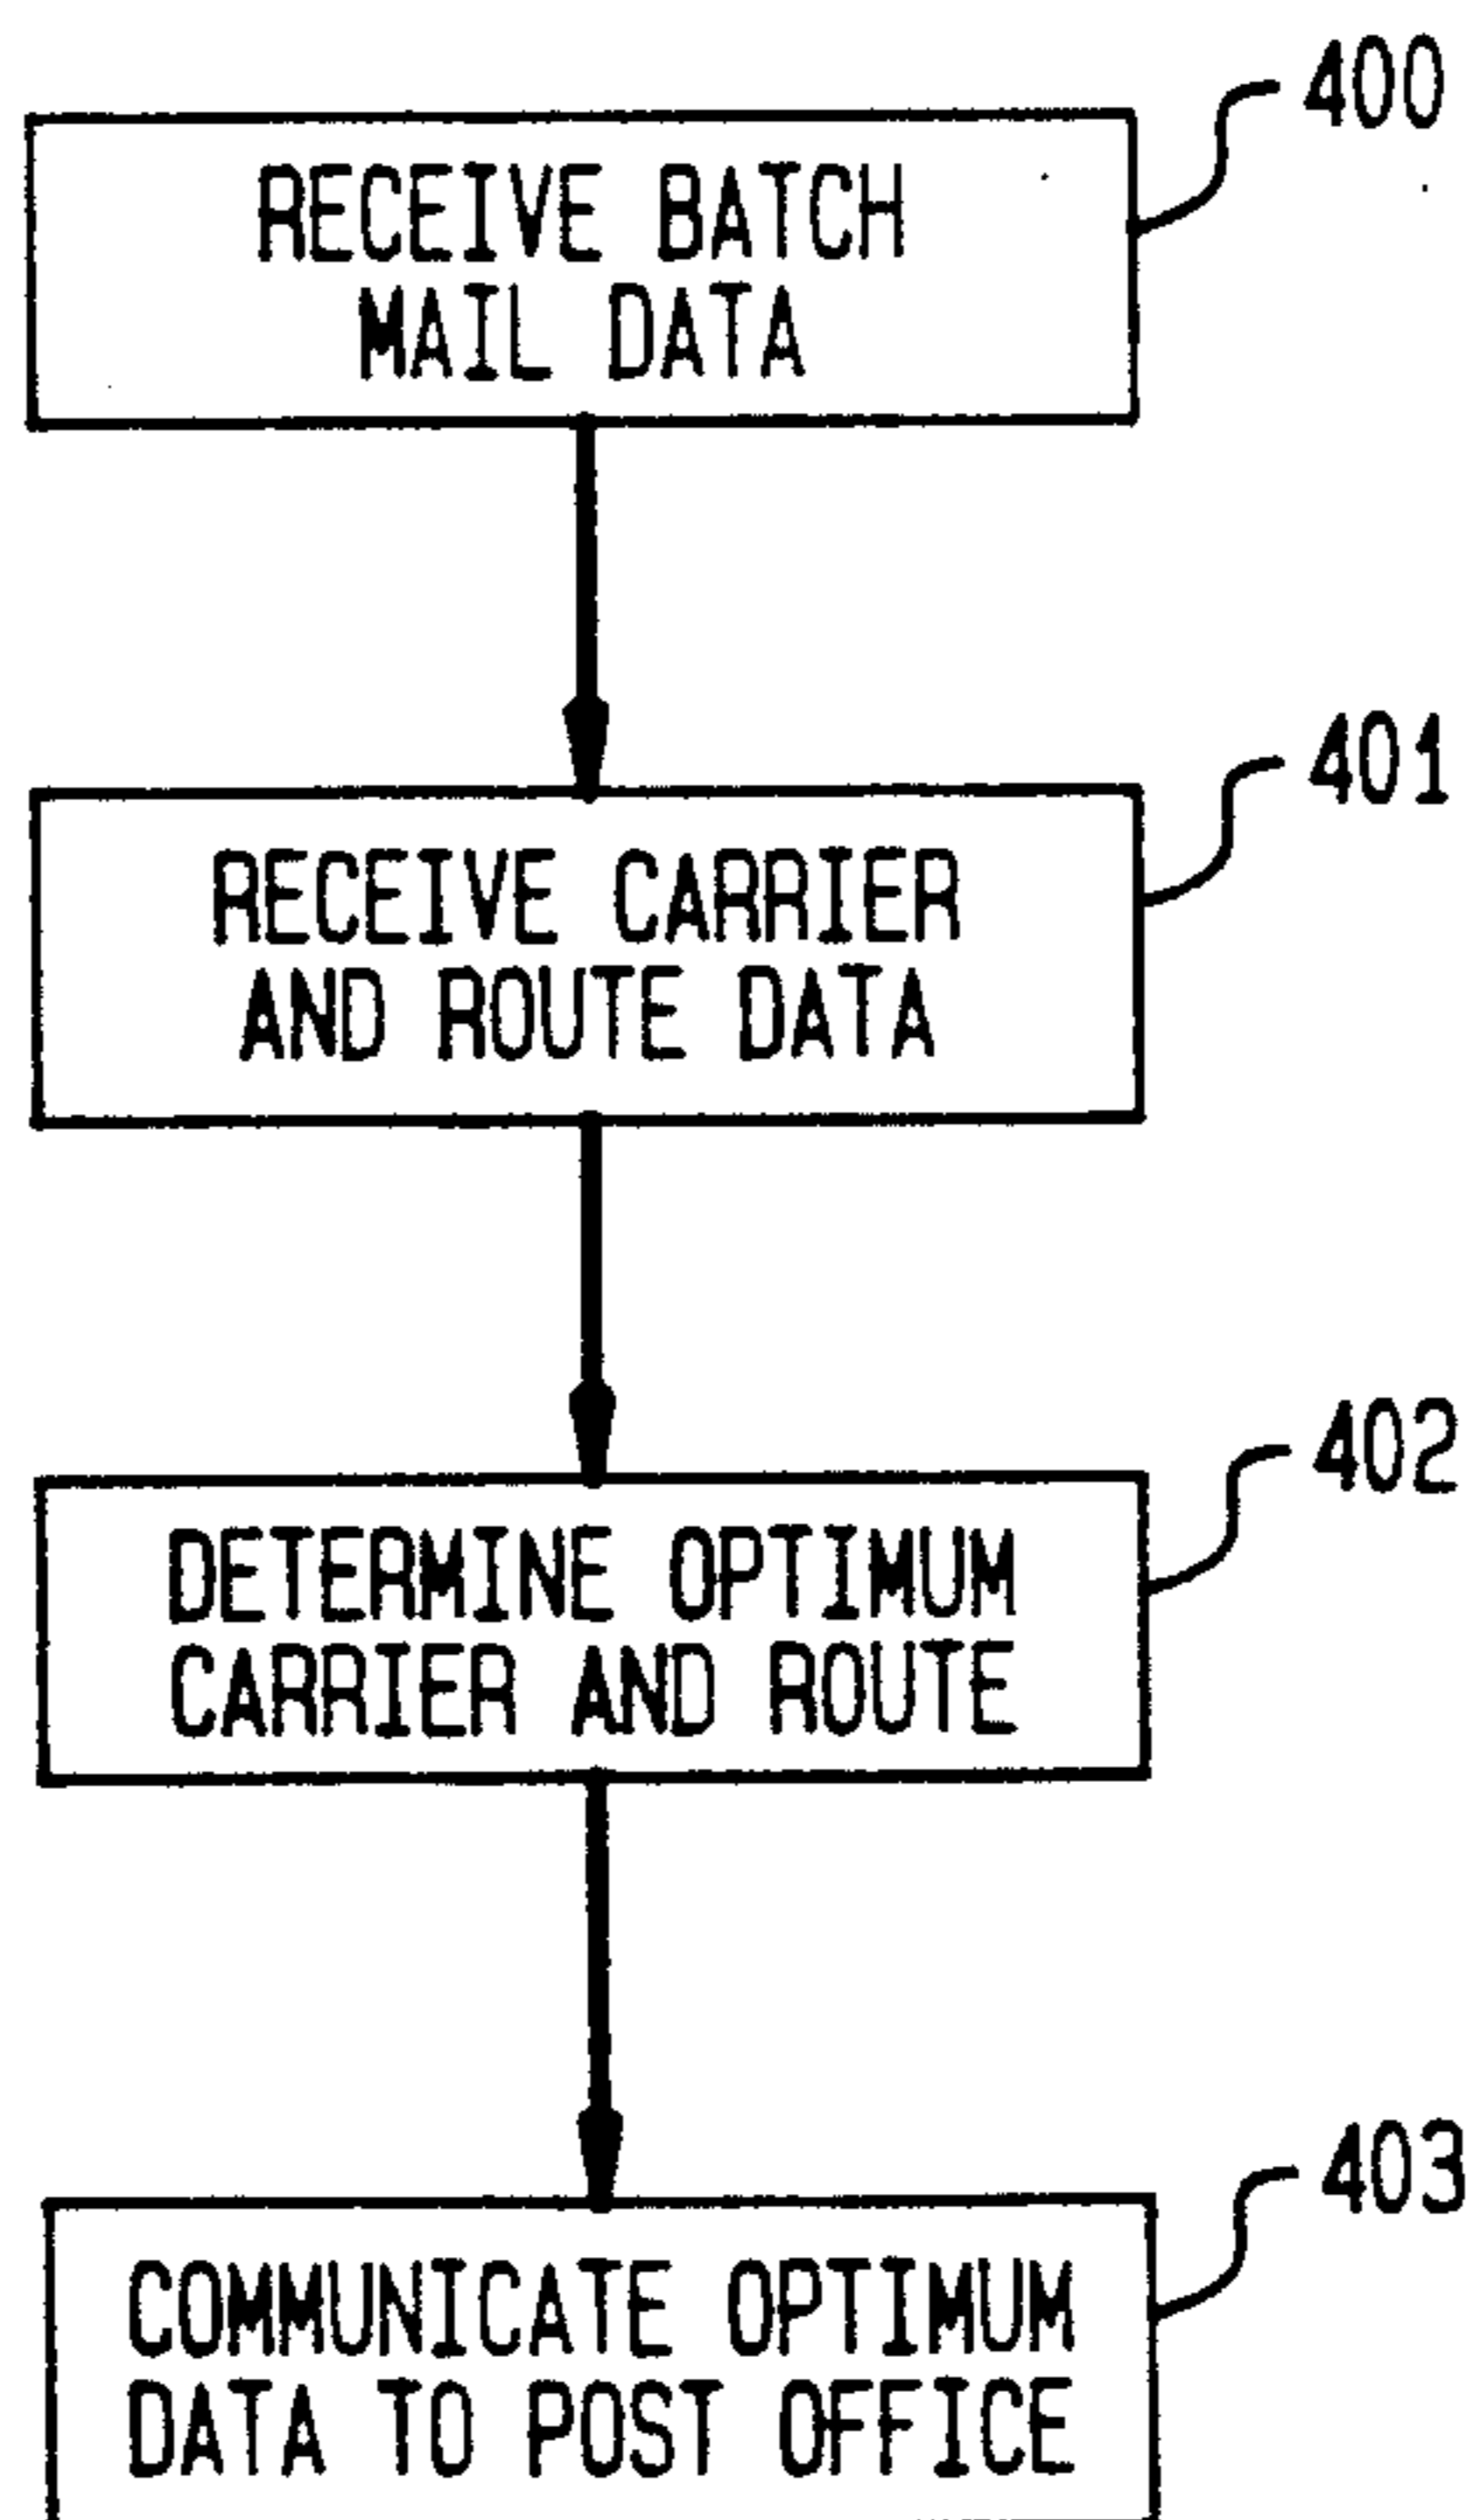 400
RECEIVE BATCH
MAIL DATA
401
RECEIVE CARRIER
AND ROUTE DATA
402
DETERMINE OPTIMUM
CARRIER AND ROUTE
403
COMMUNICATE OPTIMUM
DATA TO POST OFFICE